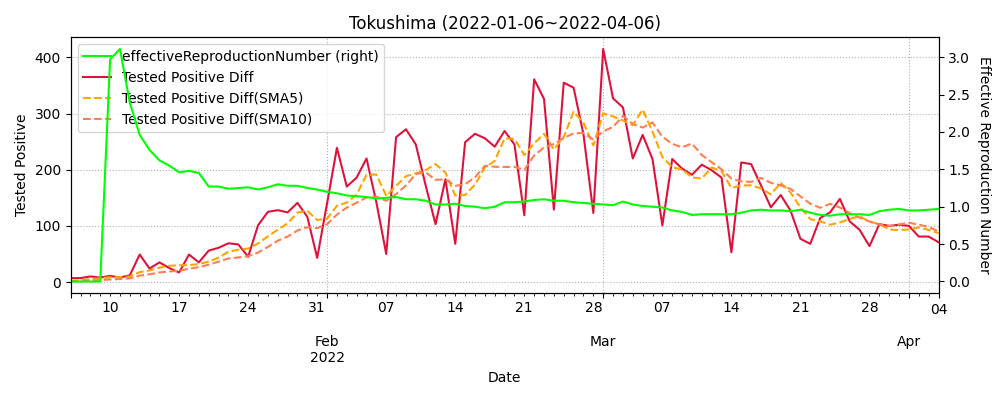 Tokushima (2022-01-06~2022-04-06)
effectiveReproductionNumber (right)
Tested Positive Diff
Tested Positive Diff(SMA5)
Tested Positive Diff(SMA10)
Tested Positive
400
300
200
100
0
3.0
2.5
2.0
1.5
1.0
0.5
0.0
Effective Reproduction Number
10 17 24 31 07 14 21 28 07 14 21 28 04
Feb Mar Apr
2022
Date